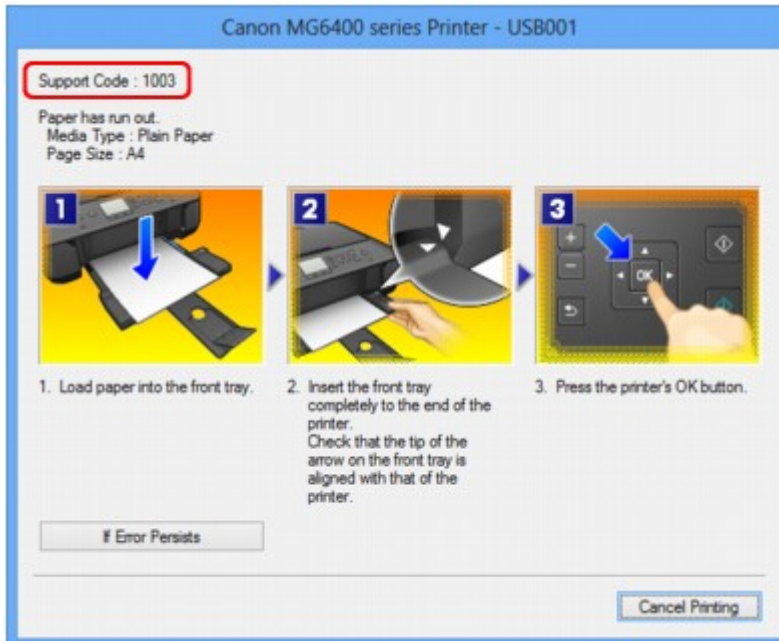 Canon MG6400 series Printer - USB001
Support Code : 1003
Paper has run out.
Media Type : Plain Paper
Page Size : A4
1
2
3
+
-
OK
1. Load paper into the front tray.
2. Insert the front tray
completely to the end of the
printer.
Check that the tip of the
arrow on the front tray is
aligned with that of the
printer.
3. Press the printer's OK button.
If Error Persists
Cancel Printing